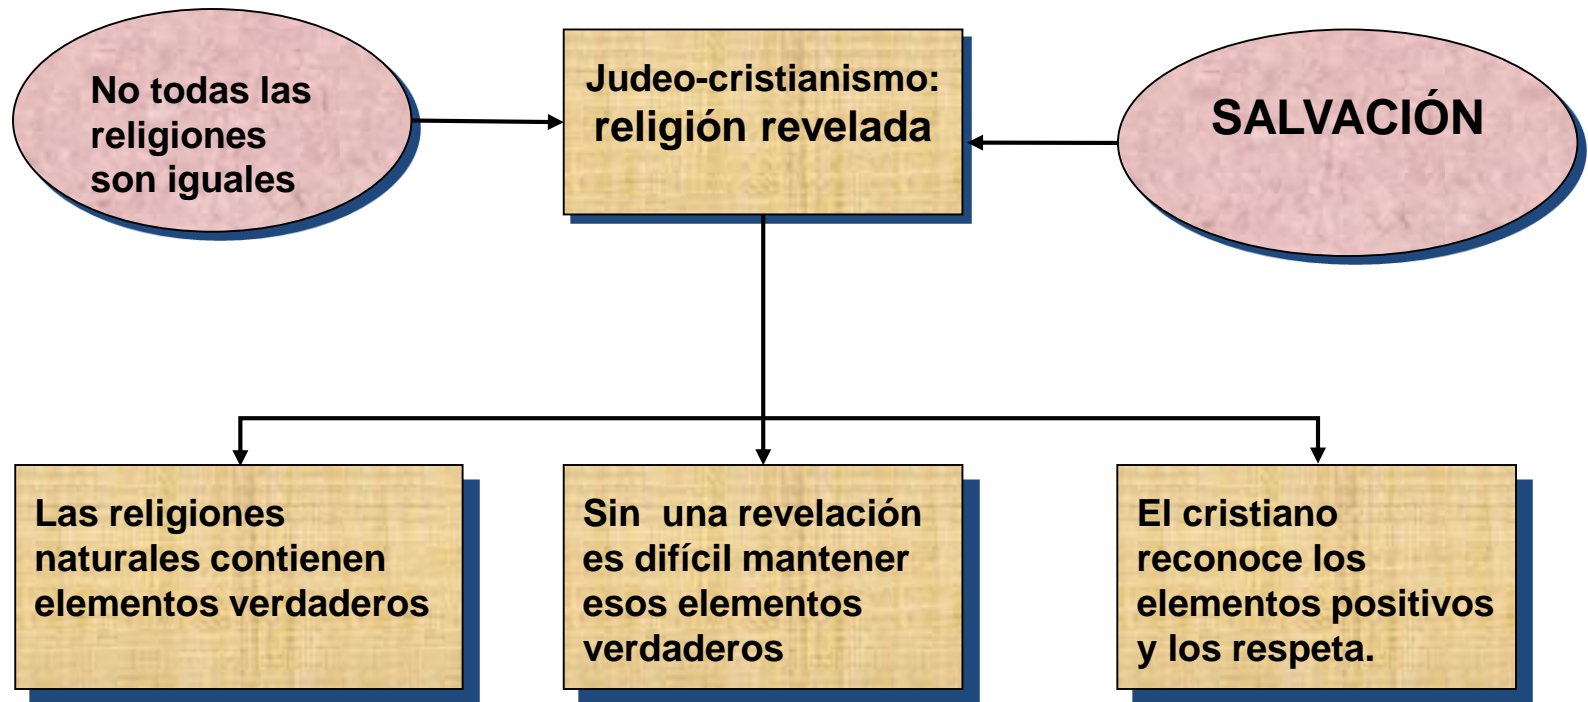 No todas las
religiones
son iguales
Judeo-cristianismo:
religión revelada
SALVACIÓN
Las religiones
naturales contienen
elementos verdaderos
Sin una revelación
es difícil mantener
esos elementos
verdaderos
El cristiano
reconoce los
elementos positivos
y los respeta.